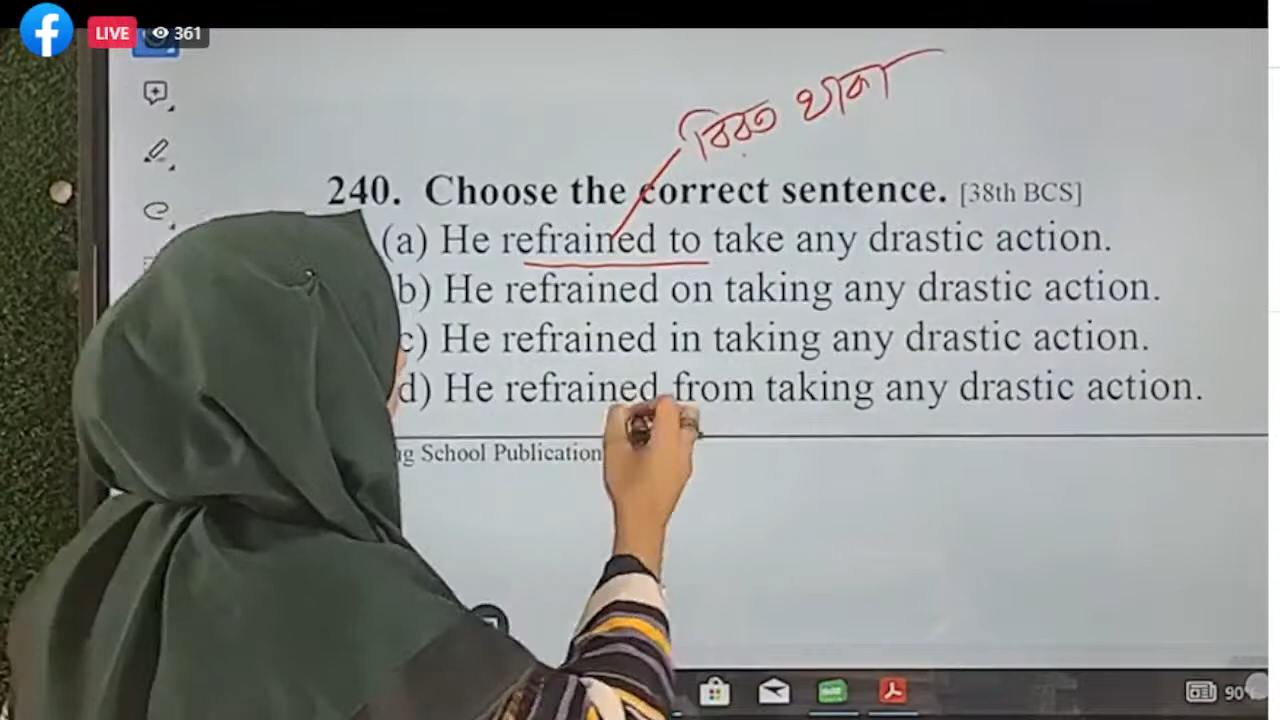 LIVE 361
বিরত থাকা
240. Choose the correct sentence. [38th BCS]
(a) He refrained to take any drastic action.
b) He refrained on taking any drastic action.
c) He refrained in taking any drastic action.
d) He refrained from taking any drastic action.
g School Publication
90°